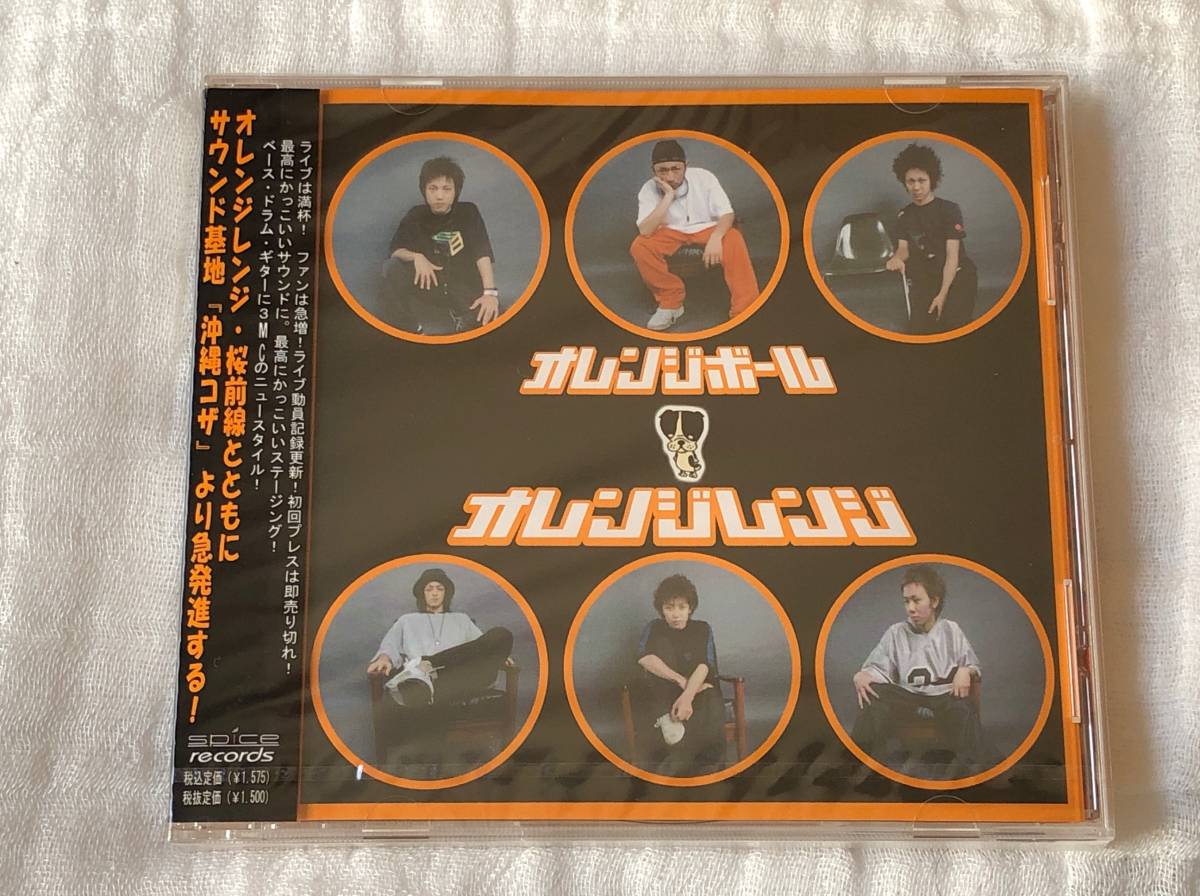 オレンジレンジ・桜前線とともに
サウンド基地『沖縄コザ』より急発進する!
ライブは満杯! ファンは急増!ライブ動員記録更新!初回プレスは即売り切れ!
最高にかっこいいサウンドに。最高にかっこいいステージング!
ベース・ドラム・ギターに3MCのニュースタイル!
spice
records
税込定価(¥1,575)
税抜定価(¥1,500)
オレンジボール
オレンジレンジ